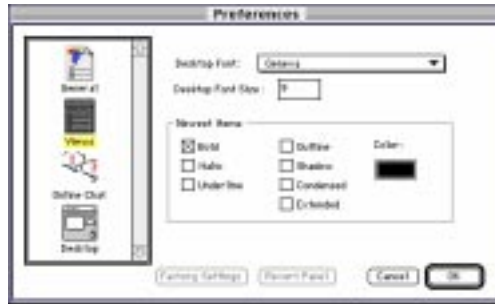 Preferences
General
Views
Online Chat
Desktop
Desktop Font: Geneva
Desktop Font Size: 9
Newest Items
Bold
Italic
Underline
Outline
Shadow
Condensed
Extended
Color:
Factory Settings
Revert Panel
Cancel
OK